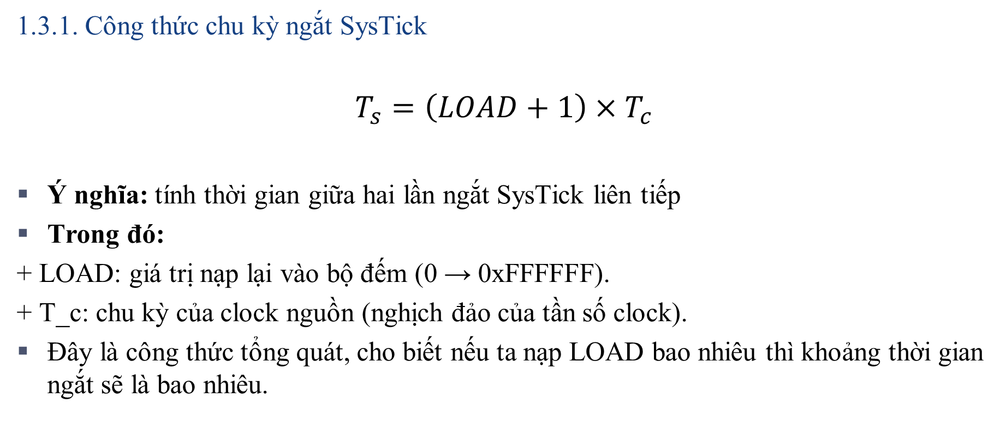 1.3.1. Công thức chu kỳ ngắt SysTick
T_s = (LOAD + 1) × T_c
▪ Ý nghĩa: tính thời gian giữa hai lần ngắt SysTick liên tiếp
▪ Trong đó:
+ LOAD: giá trị nạp lại vào bộ đếm (0 → 0xFFFFFF).
+ T_c: chu kỳ của clock nguồn (nghịch đảo của tần số clock).
▪ Đây là công thức tổng quát, cho biết nếu ta nạp LOAD bao nhiêu thì khoảng thời gian
ngắt sẽ là bao nhiêu.